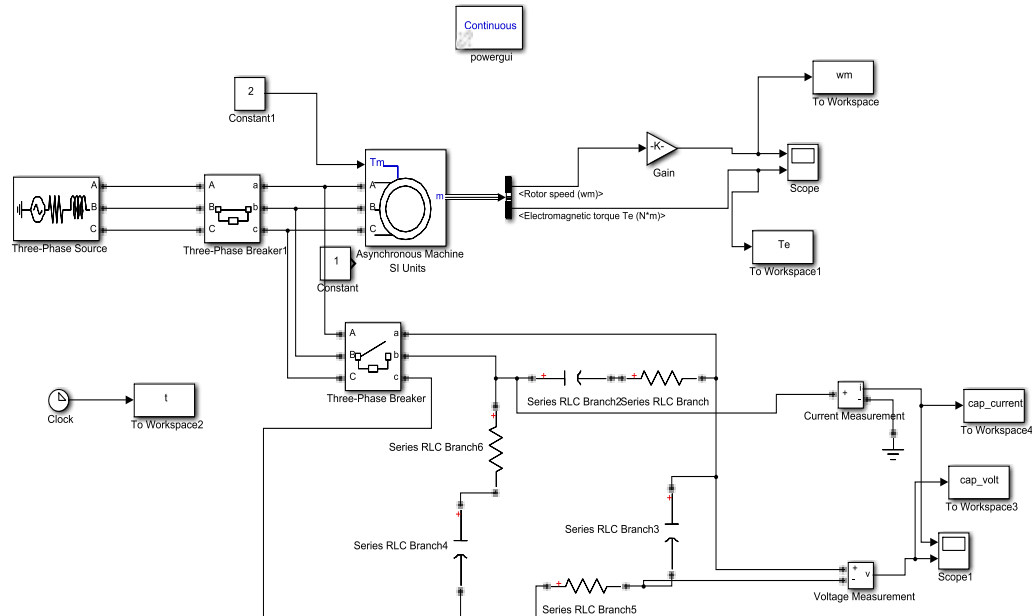 Continuous
powergui
wm
To Workspace
2
Constant1
-K-
Gain
Scope
Tm
A
B
C
m
Asynchronous Machine
SI Units
<Rotor speed (wm)>
<Electromagnetic torque Te (N*m)>
A
B
C
Three-Phase Source
A
B
C
a
b
c
Three-Phase Breaker1
1
Constant
Te
To Workspace1
A
B
C
a
b
c
Three-Phase Breaker
Clock
t
To Workspace2
+
Series RLC Branch2
+
Series RLC Branch
+
-
i
Current Measurement
cap_current
To Workspace4
+
Series RLC Branch6
cap_volt
To Workspace3
+
Series RLC Branch4
+
Series RLC Branch3
Scope1
+
-
v
Voltage Measurement
+
Series RLC Branch5